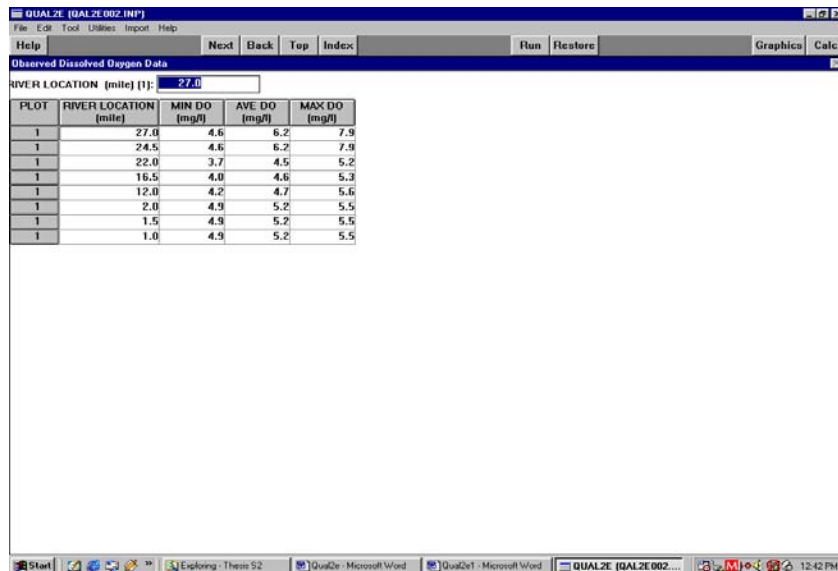 QUAL2E (QAL2E002.INP)
File Edit Tool Utilities Import Help
Help Next Back Top Index Run Restore Graphics Calc
Observed Dissolved Oxygen Data
RIVER LOCATION (mile) (1): 27.0
PLOT RIVER LOCATION (mile) MIN DO (mg/l) AVE DO (mg/l) MAX DO (mg/l)
1 27.0 4.6 6.2 7.9
1 24.5 4.6 6.2 7.9
1 22.0 3.7 4.5 5.2
1 16.5 4.0 4.6 5.3
1 12.0 4.2 4.7 5.6
1 2.0 4.9 5.2 5.5
1 1.5 4.9 5.2 5.5
1 1.0 4.9 5.2 5.5
Start Exploring - Thesis S2 Qual2e - Microsoft Word Qual2e1 - Microsoft Word QUAL2E (QAL2E002.... 12:42 PM